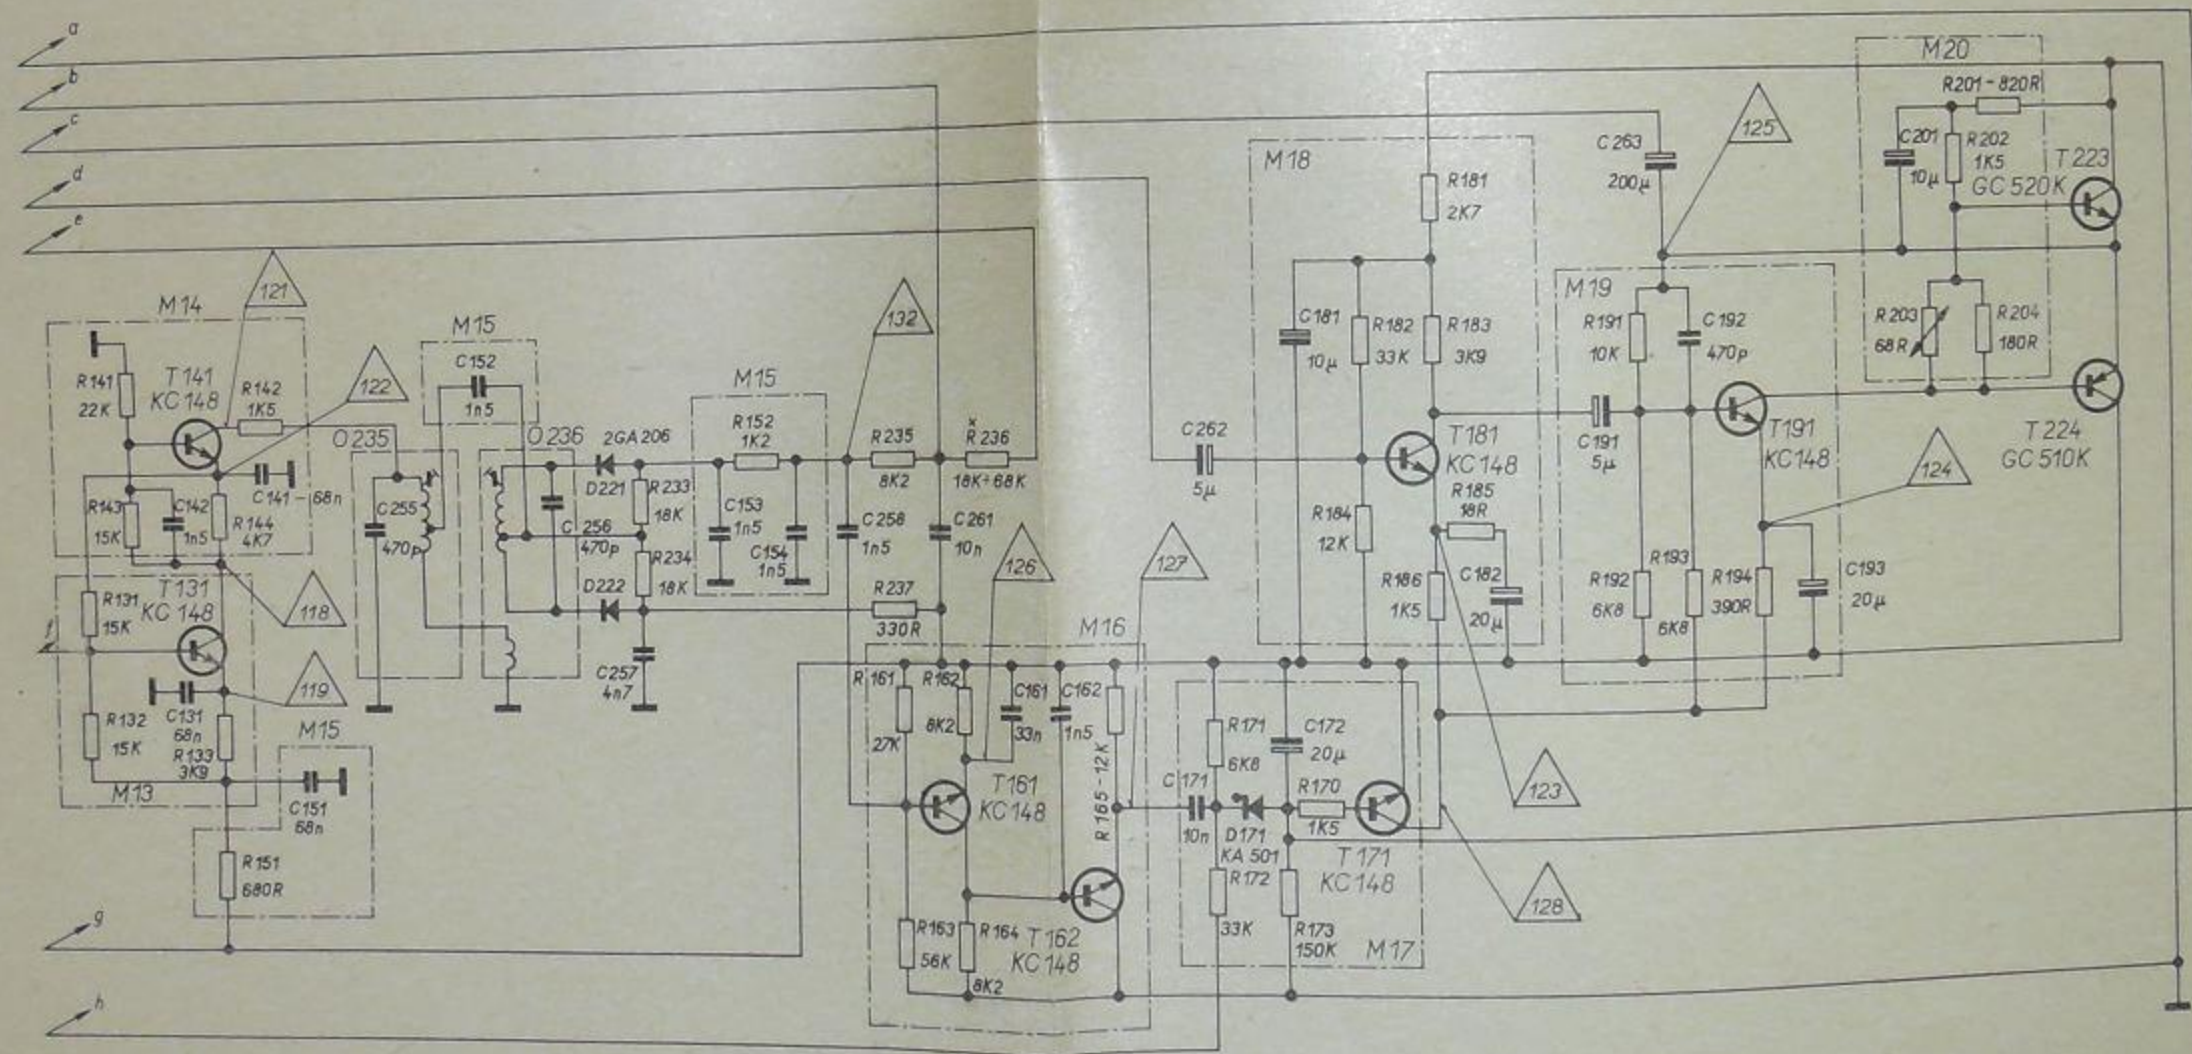 a
b
c
d
e
M14
121
R141
22K
T141
KC148
R142
1K5
122
C141-68n
R143
15K
C142
1n5
R144
4K7
R131
15K
T131
KC148
118
f
119
R132
15K
C131
68n
R133
3K9
M13
M15
C151
68n
R151
680R
g
h
O235
C255
470p
M15
C152
1n5
O236
2GA206
D221
C256
470p
R233
18K
R234
18K
D222
C257
4n7
M15
R152
1K2
C153
1n5
C154
1n5
132
R235
8K2
x
R236
18K÷68K
C258
1n5
C261
10n
R237
330R
126
M16
127
R161
27K
R162
8K2
C161
33n
C162
1n5
R165-12K
T161
KC148
R163
56K
R164
8K2
T162
KC148
C262
5μ
M18
R181
2K7
C181
10μ
R182
33K
R183
3K9
T181
KC148
R184
12K
R185
18R
R186
1K5
C182
20μ
C171
10n
R171
6K8
C172
20μ
D171
KA501
R170
1K5
T171
KC148
R172
33K
R173
150K
M17
123
128
C263
200μ
125
M19
R191
10K
C192
470p
C191
5μ
T191
KC148
124
R192
6K8
R193
6K8
R194
390R
C193
20μ
M20
R201-820R
C201
10μ
R202
1K5
T223
GC520K
R203
68R
R204
180R
T224
GC510K